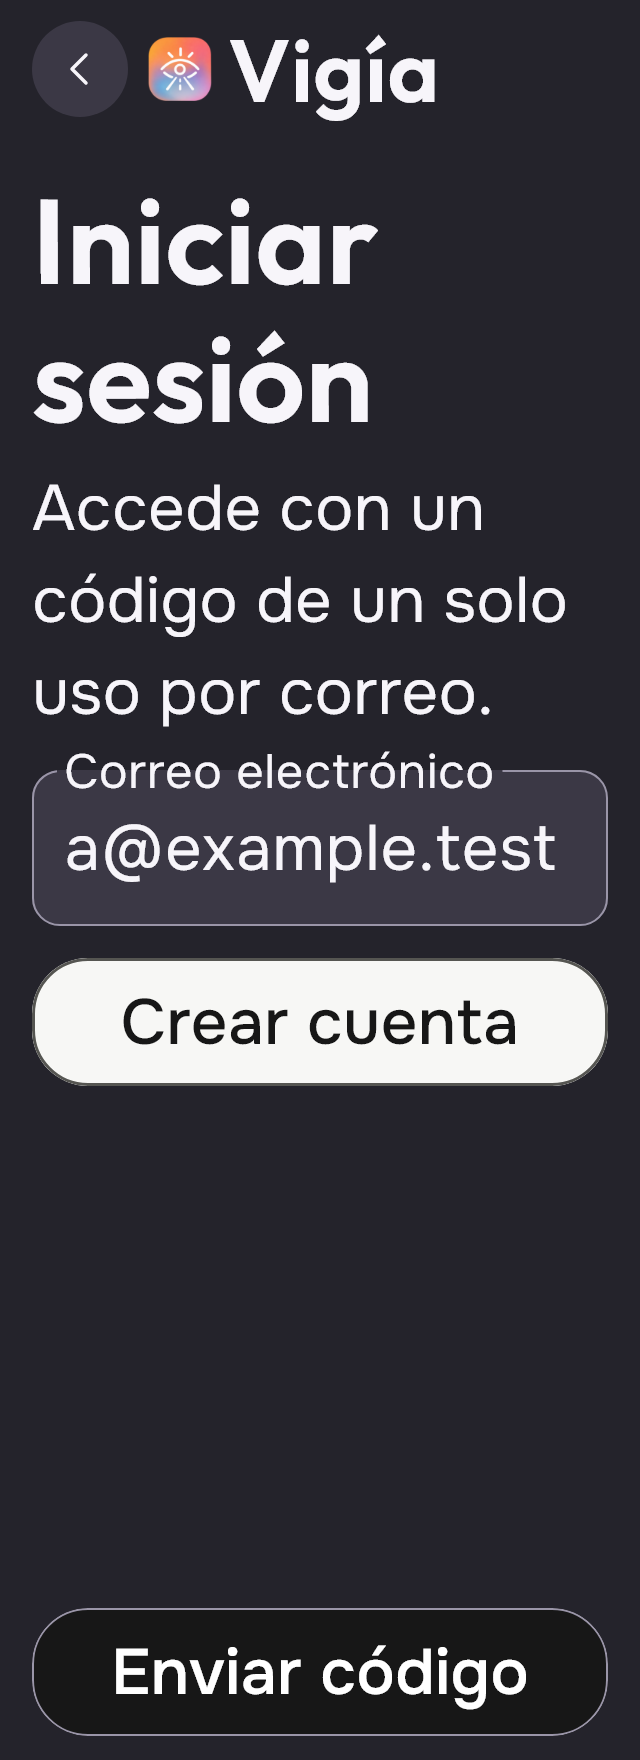 Vigía
Iniciar
sesión
Accede con un
código de un solo
uso por correo.
Correo electrónico
a@example.test
Crear cuenta
Enviar código